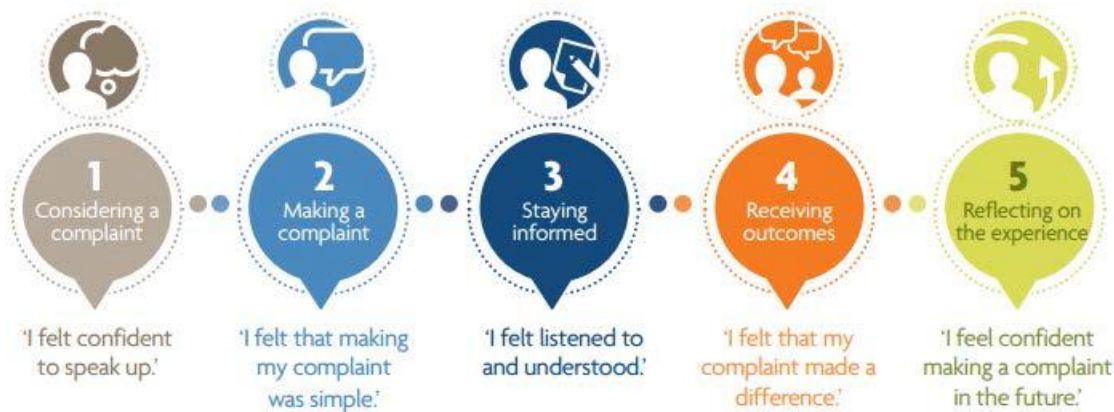 1
Considering a
complaint
'I felt confident
to speak up.'
2
Making a
complaint
'I felt that making
my complaint
was simple.'
3
Staying
informed
'I felt listened to
and understood.'
4
Receiving
outcomes
'I felt that my
complaint made a
difference.'
5
Reflecting on
the experience
'I feel confident
making a complaint
in the future.'